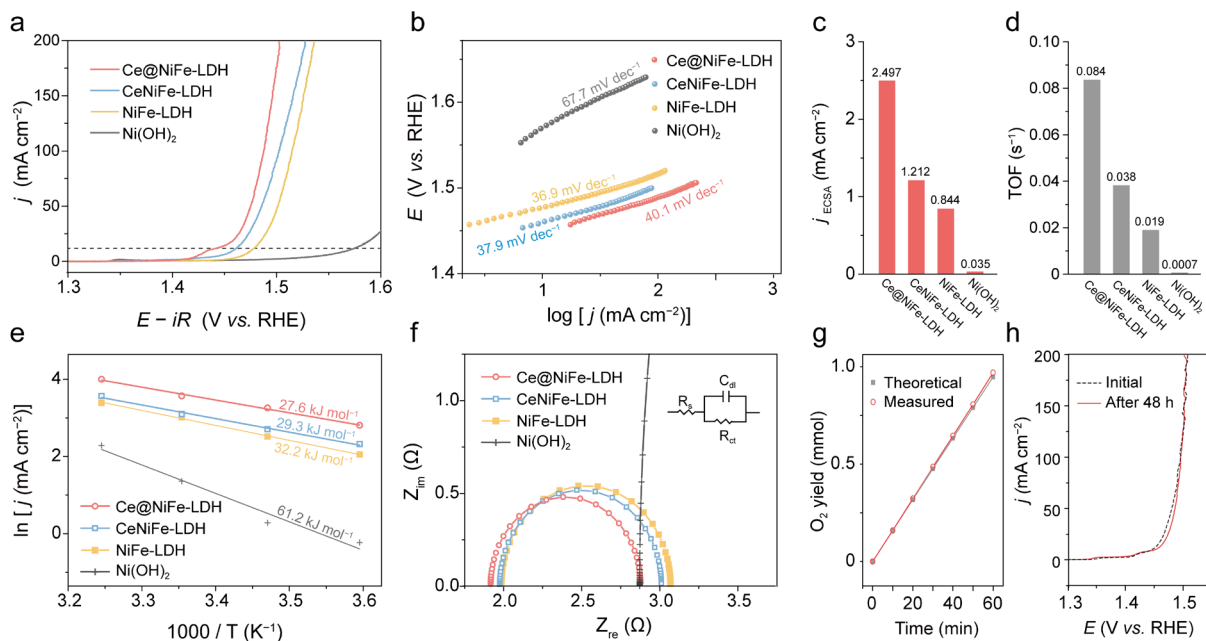 a
200
150
100
50
0
j (mA cm⁻²)
Ce@NiFe-LDH
CeNiFe-LDH
NiFe-LDH
Ni(OH)₂
1.3
1.4
1.5
1.6
E − iR (V vs. RHE)
b
1.6
1.5
1.4
E (V vs. RHE)
67.7 mV dec⁻¹
Ce@NiFe-LDH
CeNiFe-LDH
NiFe-LDH
Ni(OH)₂
36.9 mV dec⁻¹
37.9 mV dec⁻¹
40.1 mV dec⁻¹
1
2
3
log [ j (mA cm⁻²)]
c
3
2
1
0
j ECSA (mA cm⁻²)
2.497
1.212
0.844
0.035
Ce@NiFe-LDH
CeNiFe-LDH
NiFe-LDH
Ni(OH)₂
d
0.10
0.08
0.06
0.04
0.02
0.00
TOF (s⁻¹)
0.084
0.038
0.019
0.0007
Ce@NiFe-LDH
CeNiFe-LDH
NiFe-LDH
Ni(OH)₂
e
4
2
0
ln [ j (mA cm⁻²)]
27.6 kJ mol⁻¹
29.3 kJ mol⁻¹
32.2 kJ mol⁻¹
61.2 kJ mol⁻¹
Ce@NiFe-LDH
CeNiFe-LDH
NiFe-LDH
Ni(OH)₂
3.2
3.3
3.4
3.5
3.6
1000 / T (K⁻¹)
f
1.5
1.0
0.5
0.0
Zim (Ω)
Ce@NiFe-LDH
CeNiFe-LDH
NiFe-LDH
Ni(OH)₂
Cdl
Rs
Rct
2.0
2.5
3.0
3.5
Zre (Ω)
g
1.0
0.5
0
O₂ yield (mmol)
Theoretical
Measured
0
20
40
60
Time (min)
h
200
150
100
50
0
j (mA cm⁻²)
Initial
After 48 h
1.3
1.4
1.5
E (V vs. RHE)